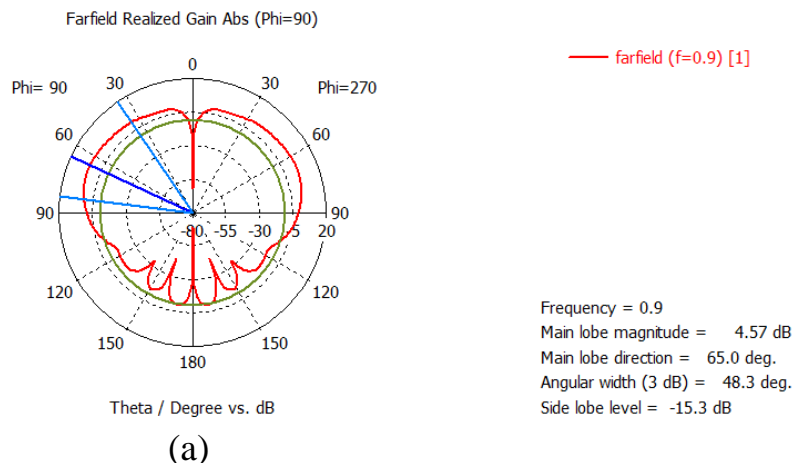 Farfield Realized Gain Abs (Phi=90)
0
30
30
Phi= 90
Phi=270
60
60
90
90
-80
-55
-30
-5
20
120
120
150
150
180
Theta / Degree vs. dB
farfield (f=0.9) [1]
Frequency = 0.9
Main lobe magnitude = 4.57 dB
Main lobe direction = 65.0 deg.
Angular width (3 dB) = 48.3 deg.
Side lobe level = -15.3 dB
(a)